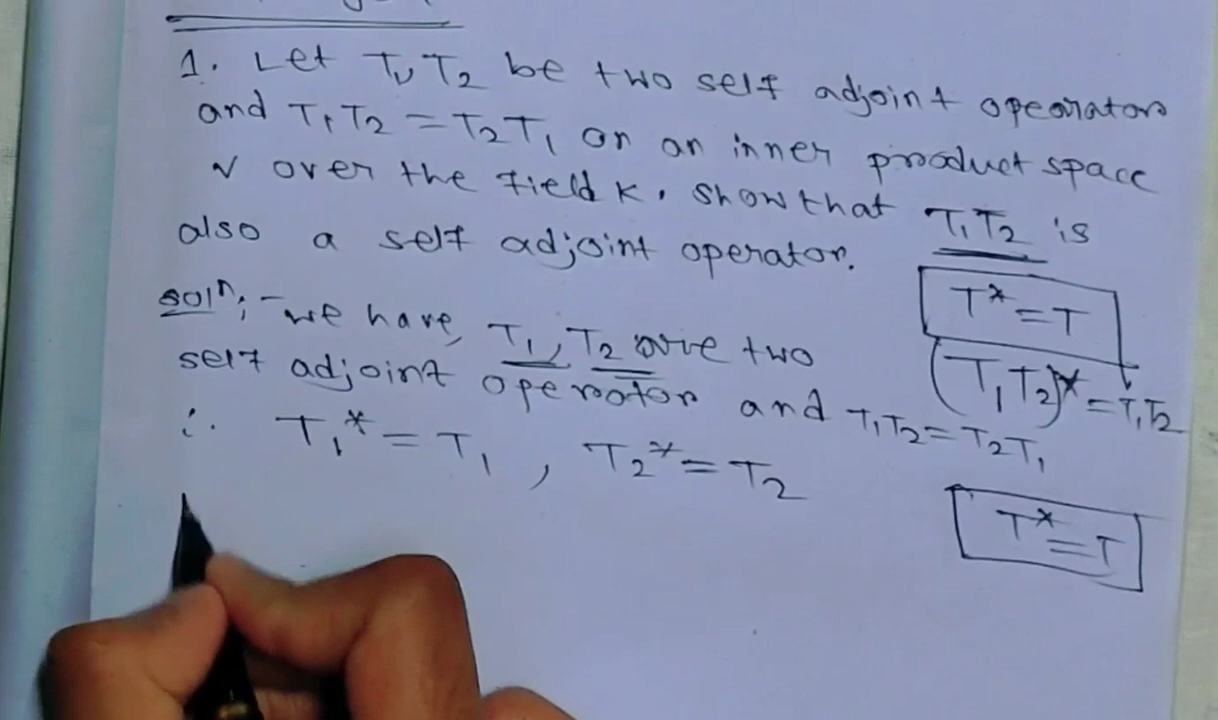 1. Let T1, T2 be two self adjoint operators
and T1T2 = T2T1 on an inner product space
V over the field K. show that T1T2 is
also a self adjoint operator.
T* = T
soln:- we have, T1, T2 are two
(T1T2)* = T1T2
self adjoint operator and T1T2 = T2T1
∴ T1* = T1, T2* = T2
T* = T